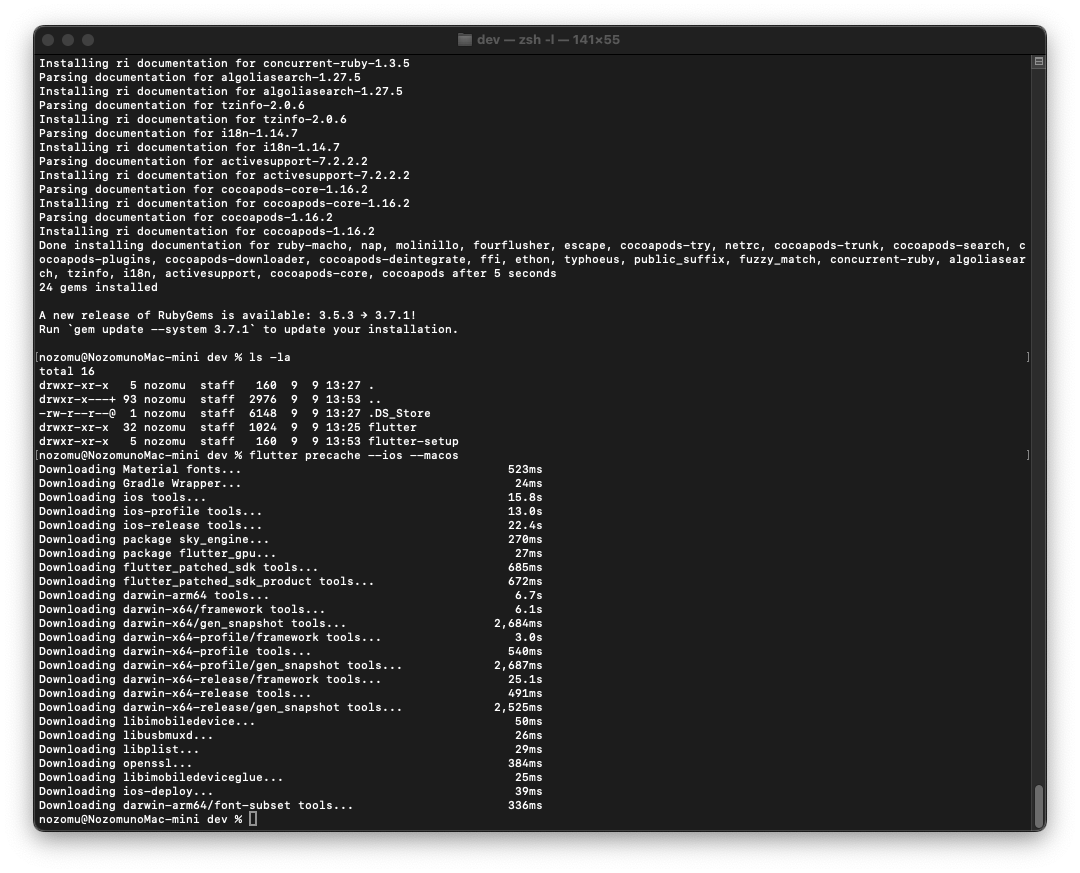 dev — zsh -l — 141×55
Installing ri documentation for concurrent-ruby-1.3.5
Parsing documentation for algoliasearch-1.27.5
Installing ri documentation for algoliasearch-1.27.5
Parsing documentation for tzinfo-2.0.6
Installing ri documentation for tzinfo-2.0.6
Parsing documentation for i18n-1.14.7
Installing ri documentation for i18n-1.14.7
Parsing documentation for activesupport-7.2.2.2
Installing ri documentation for activesupport-7.2.2.2
Parsing documentation for cocoapods-core-1.16.2
Installing ri documentation for cocoapods-core-1.16.2
Parsing documentation for cocoapods-1.16.2
Installing ri documentation for cocoapods-1.16.2
Done installing documentation for ruby-macho, nap, molinillo, fourflusher, escape, cocoapods-try, netrc, cocoapods-trunk, cocoapods-search, c
ocoapods-plugins, cocoapods-downloader, cocoapods-deintegrate, ffi, ethon, typhoeus, public_suffix, fuzzy_match, concurrent-ruby, algoliasear
ch, tzinfo, i18n, activesupport, cocoapods-core, cocoapods after 5 seconds
24 gems installed
A new release of RubyGems is available: 3.5.3 → 3.7.1!
Run `gem update --system 3.7.1` to update your installation.
[nozomu@NozomunoMac-mini dev % ls -la ]
total 16
drwxr-xr-x   5 nozomu  staff   160  9  9 13:27 .
drwxr-x---+ 93 nozomu  staff  2976  9  9 13:53 ..
-rw-r--r--@  1 nozomu  staff  6148  9  9 13:27 .DS_Store
drwxr-xr-x  32 nozomu  staff  1024  9  9 13:25 flutter
drwxr-xr-x   5 nozomu  staff   160  9  9 13:53 flutter-setup
[nozomu@NozomunoMac-mini dev % flutter precache --ios --macos ]
Downloading Material fonts... 523ms
Downloading Gradle Wrapper... 24ms
Downloading ios tools... 15.8s
Downloading ios-profile tools... 13.0s
Downloading ios-release tools... 22.4s
Downloading package sky_engine... 270ms
Downloading package flutter_gpu... 27ms
Downloading flutter_patched_sdk tools... 685ms
Downloading flutter_patched_sdk_product tools... 672ms
Downloading darwin-arm64 tools... 6.7s
Downloading darwin-x64/framework tools... 6.1s
Downloading darwin-x64/gen_snapshot tools... 2,684ms
Downloading darwin-x64-profile/framework tools... 3.0s
Downloading darwin-x64-profile tools... 540ms
Downloading darwin-x64-profile/gen_snapshot tools... 2,687ms
Downloading darwin-x64-release/framework tools... 25.1s
Downloading darwin-x64-release tools... 491ms
Downloading darwin-x64-release/gen_snapshot tools... 2,525ms
Downloading libimobiledevice... 50ms
Downloading libusbmuxd... 26ms
Downloading libplist... 29ms
Downloading openssl... 384ms
Downloading libimobiledeviceglue... 25ms
Downloading ios-deploy... 39ms
Downloading darwin-arm64/font-subset tools... 336ms
nozomu@NozomunoMac-mini dev %